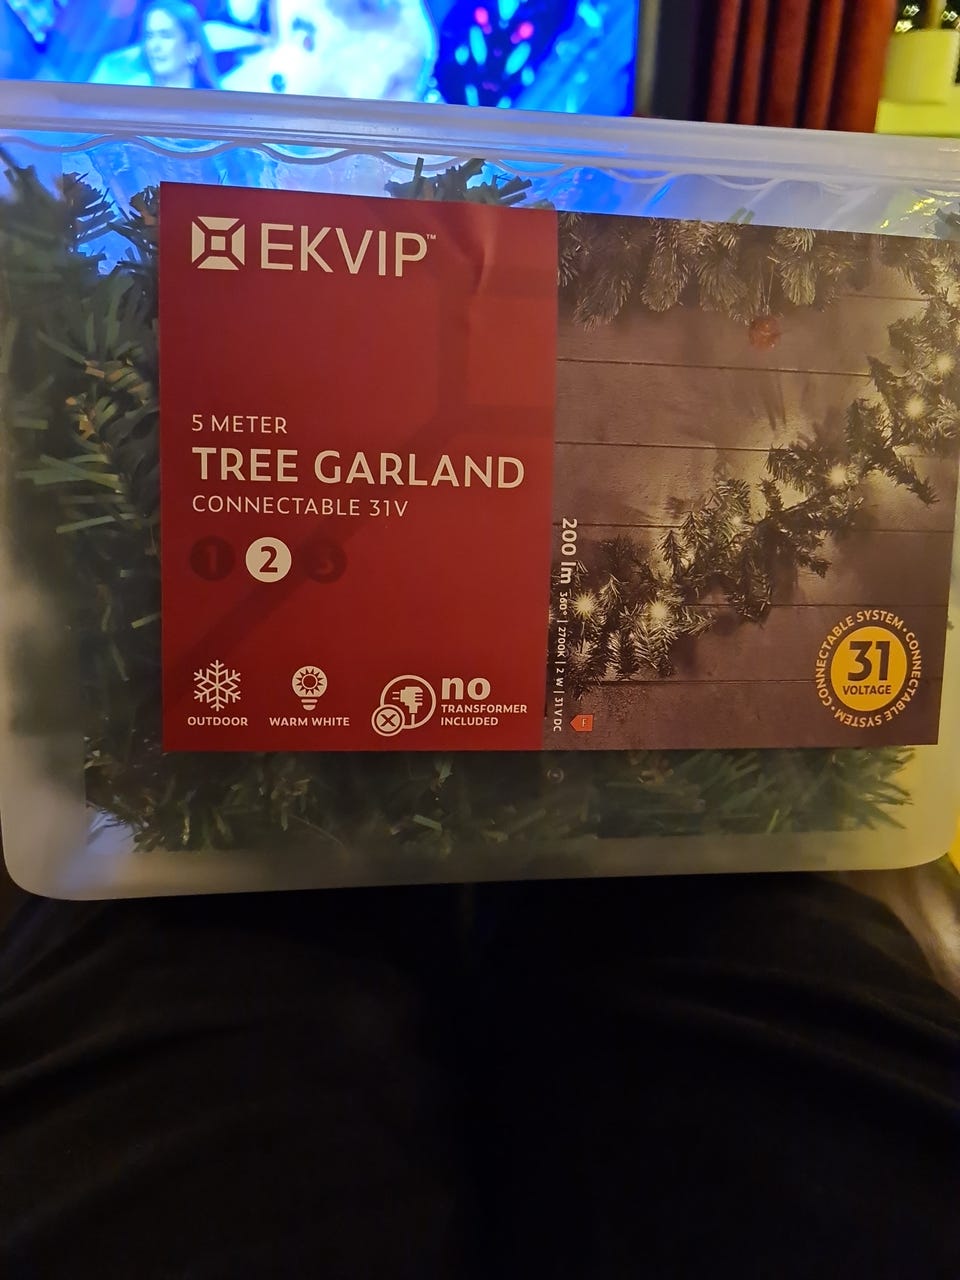 EKVIP™
5 METER
TREE GARLAND
CONNECTABLE 31V
1 2 3
OUTDOOR
WARM WHITE
no
TRANSFORMER
INCLUDED
200 lm 360° | 2700K | 2 W | 31 V DC
F
CONNECTABLE SYSTEM • CONNECTABLE SYSTEM •
31
VOLTAGE